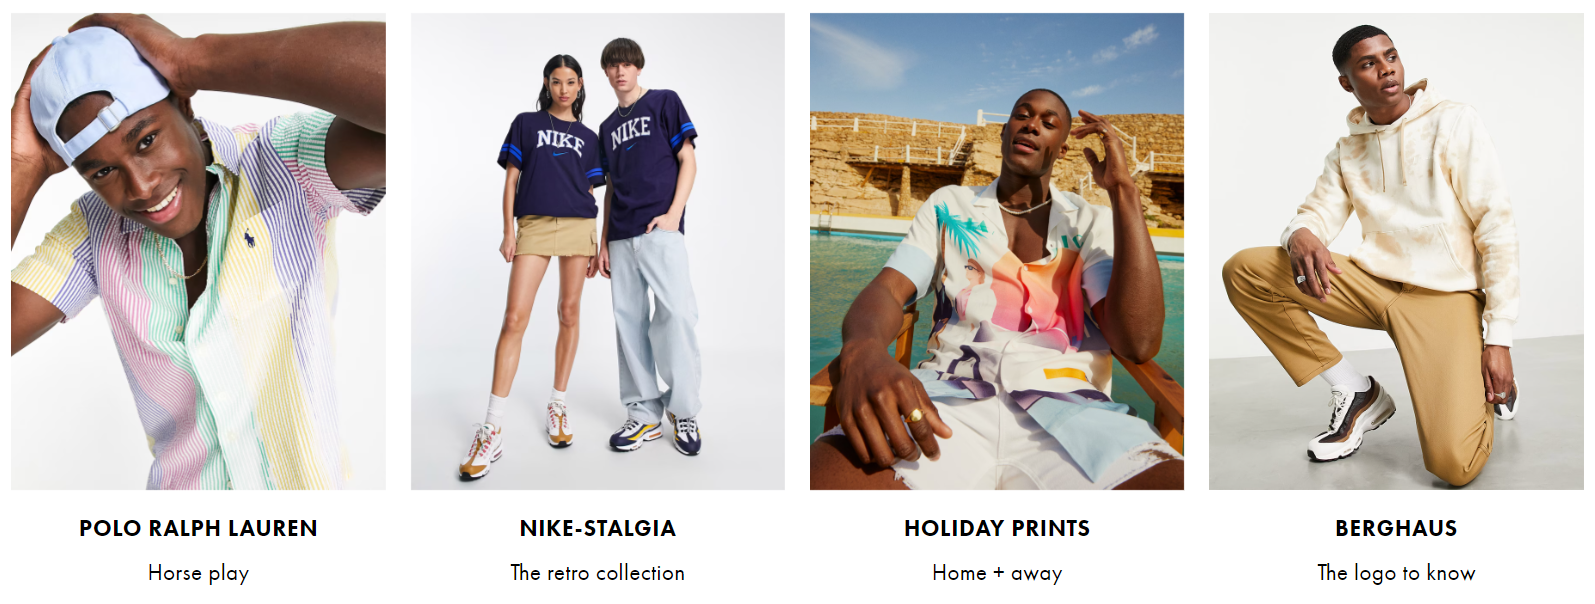 NIKE
NIKE
POLO RALPH LAUREN
Horse play
NIKE-STALGIA
The retro collection
HOLIDAY PRINTS
Home + away
BERGHAUS
The logo to know